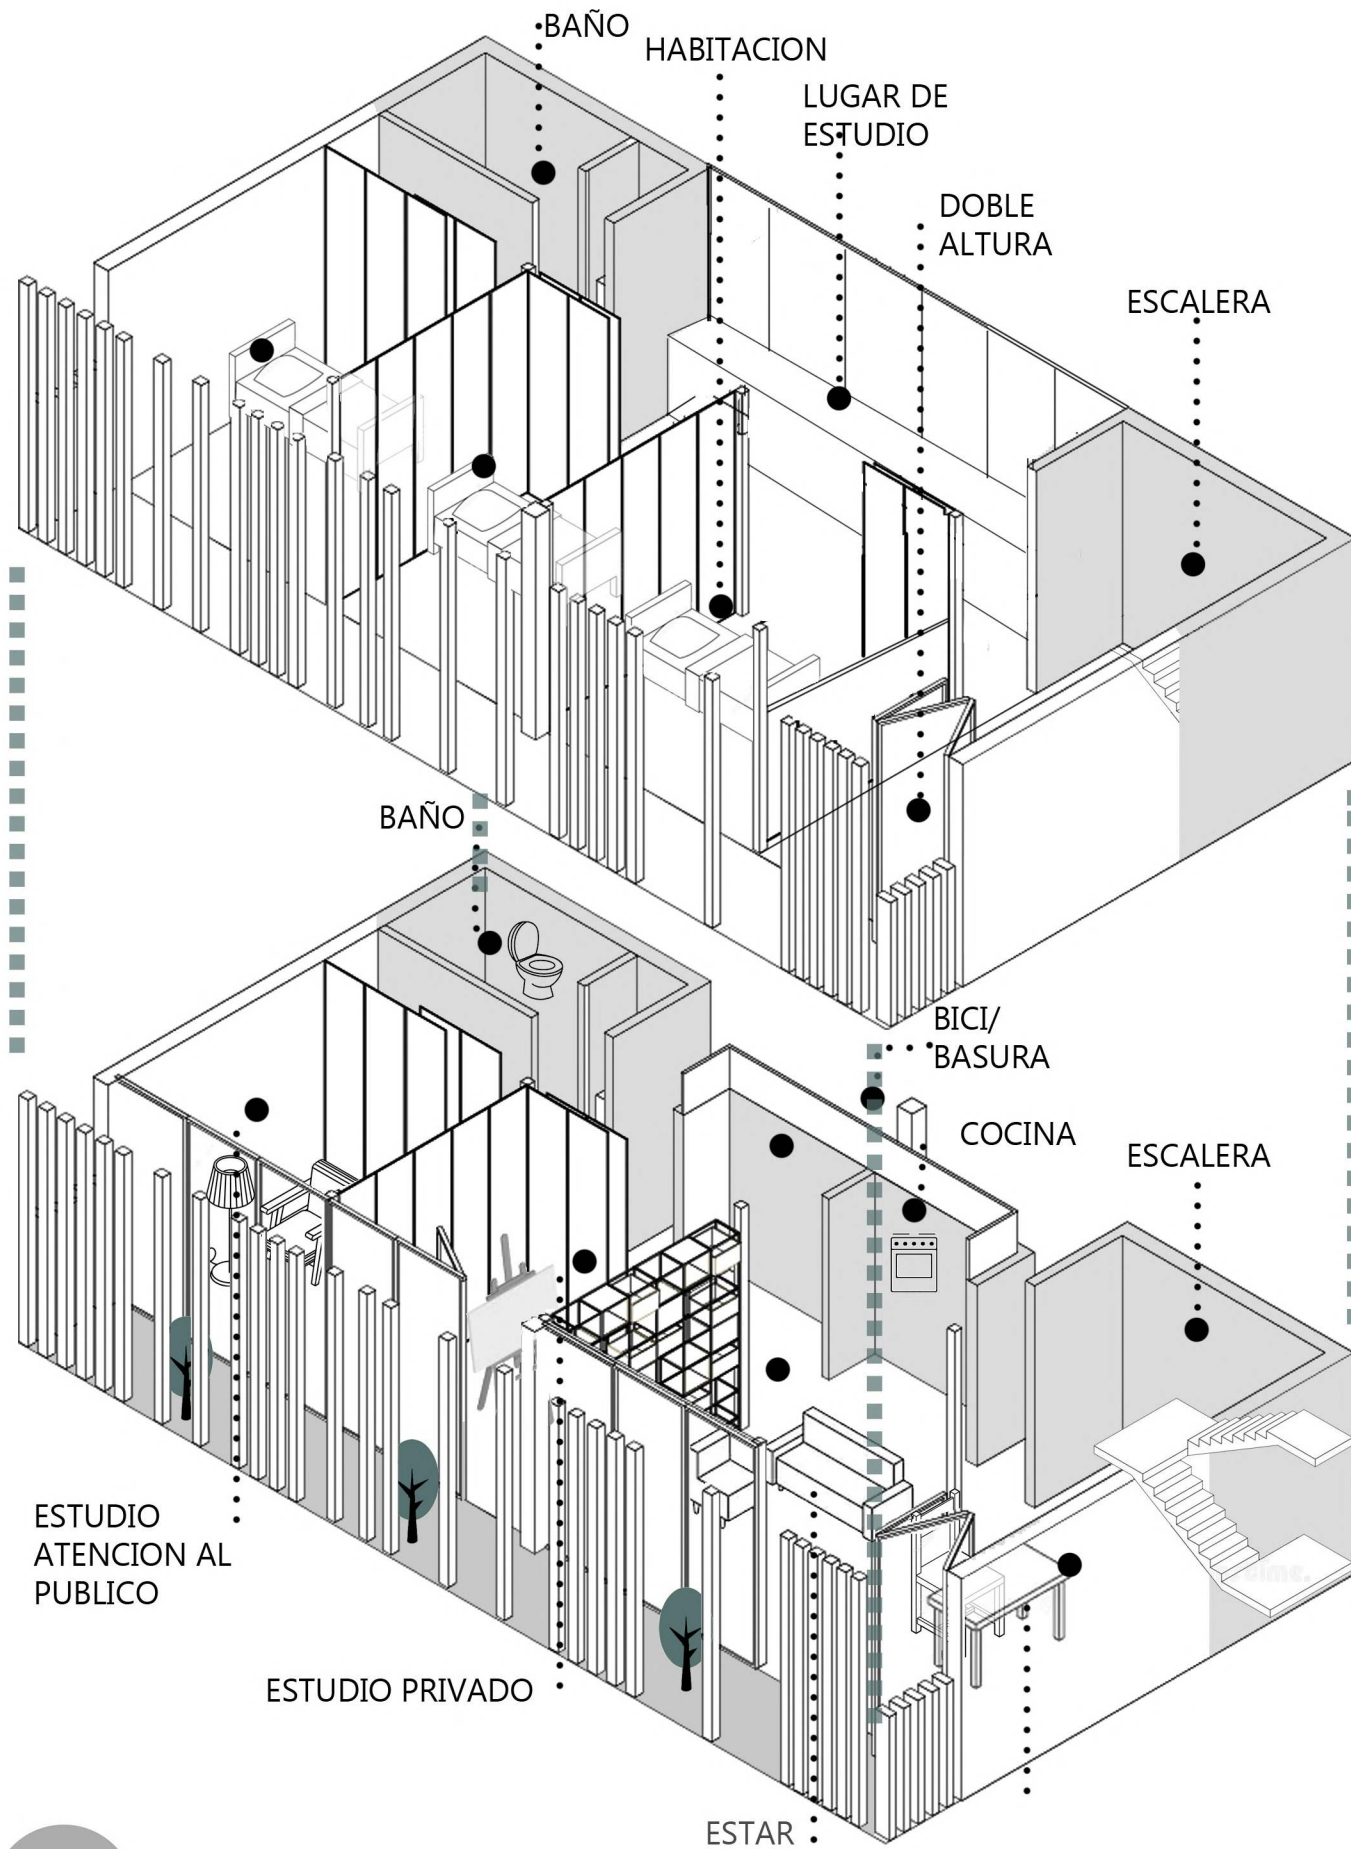 BAÑO
HABITACION
LUGAR DE
ESTUDIO
DOBLE
ALTURA
ESCALERA
BAÑO
BICI/
BASURA
COCINA
ESCALERA
ESTUDIO
ATENCION AL
PUBLICO
ESTUDIO PRIVADO
ESTAR